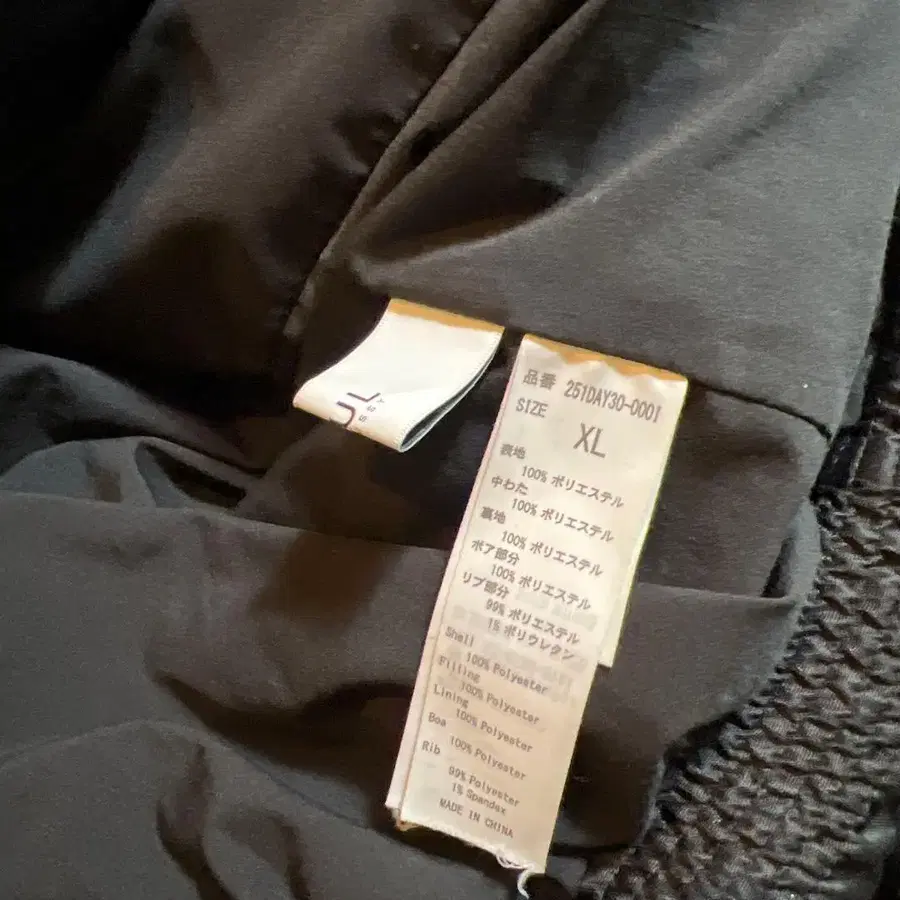 UL
品番 251DAY30-0001
SIZE
XL
表地
100% ポリエステル
中わた
100% ポリエステル
裏地
100% ポリエステル
ボア部分
100% ポリエステル
リブ部分
99% ポリエステル
1% ポリウレタン
Shell
100% Polyester
Filling
100% Polyester
Lining
100% Polyester
Boa
100% Polyester
Rib
99% Polyester
1% Spandex
MADE IN CHINA